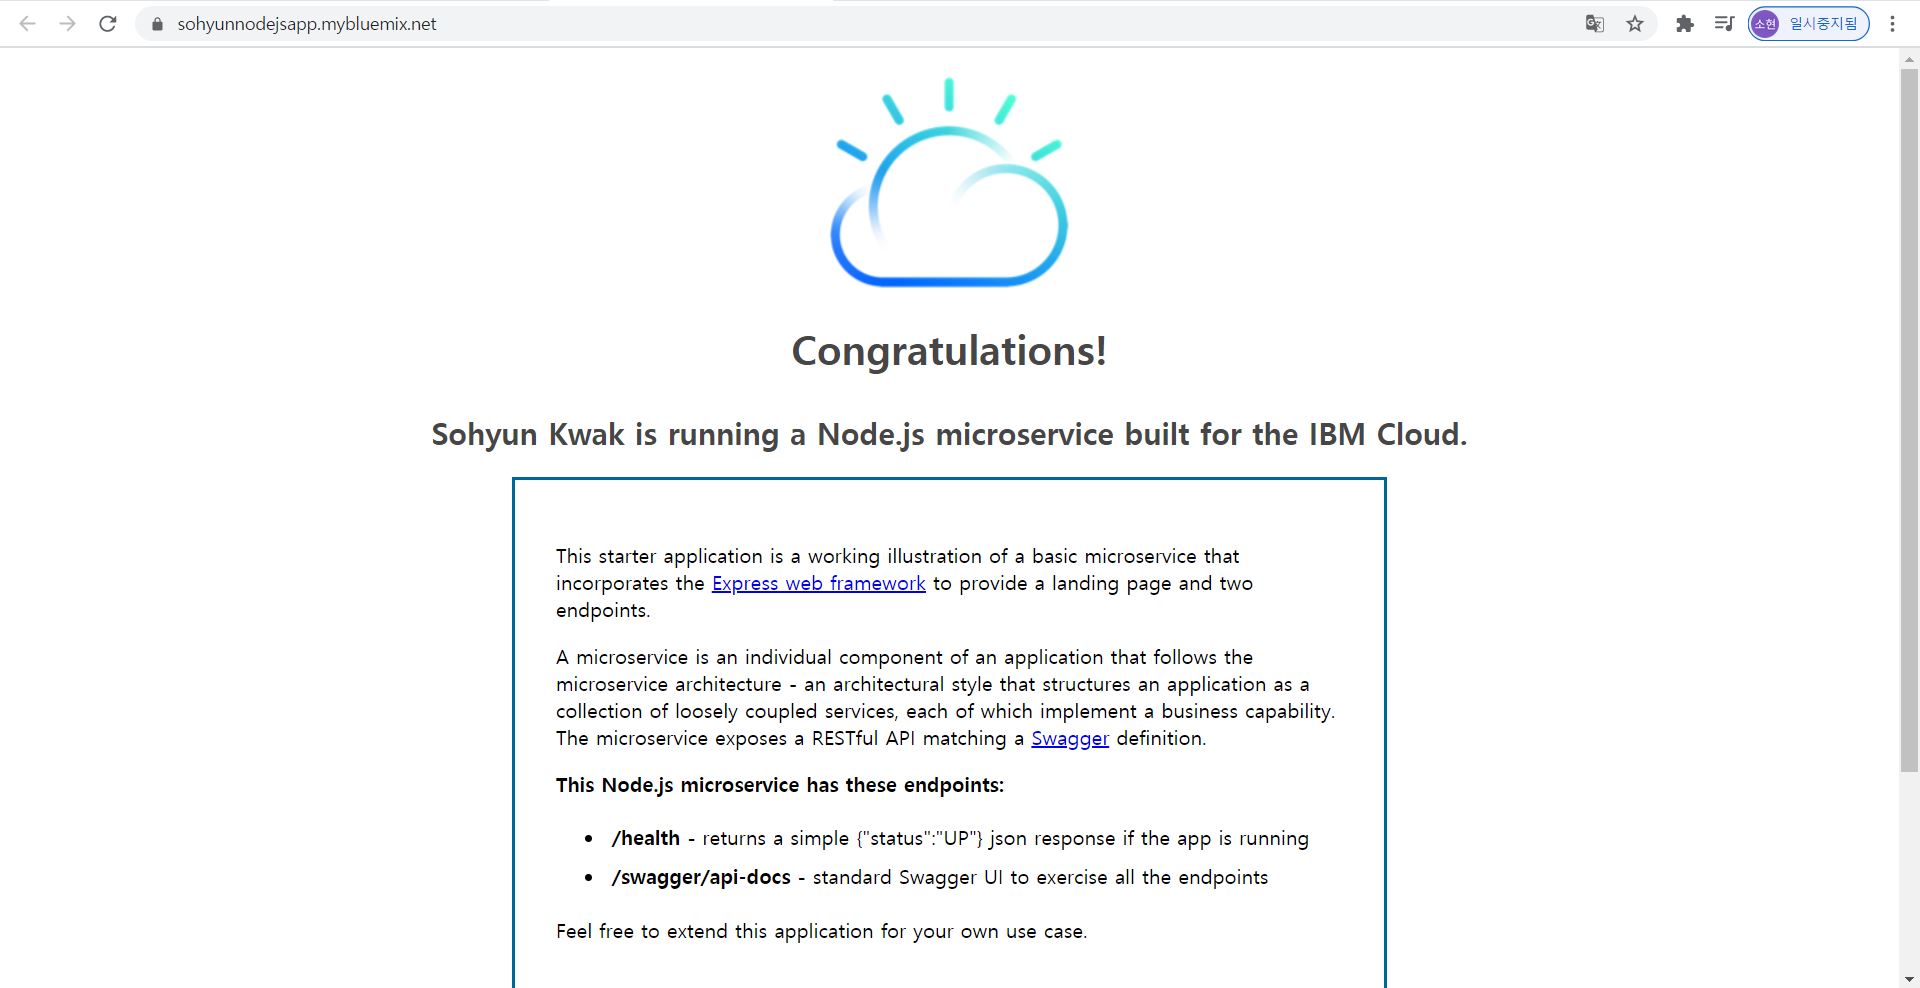 sohyunnodejsapp.mybluemix.net
소현 일시중지됨
Congratulations!
Sohyun Kwak is running a Node.js microservice built for the IBM Cloud.
This starter application is a working illustration of a basic microservice that
incorporates the Express web framework to provide a landing page and two
endpoints.
A microservice is an individual component of an application that follows the
microservice architecture - an architectural style that structures an application as a
collection of loosely coupled services, each of which implement a business capability.
The microservice exposes a RESTful API matching a Swagger definition.
This Node.js microservice has these endpoints:
• /health - returns a simple {"status":"UP"} json response if the app is running
• /swagger/api-docs - standard Swagger UI to exercise all the endpoints
Feel free to extend this application for your own use case.